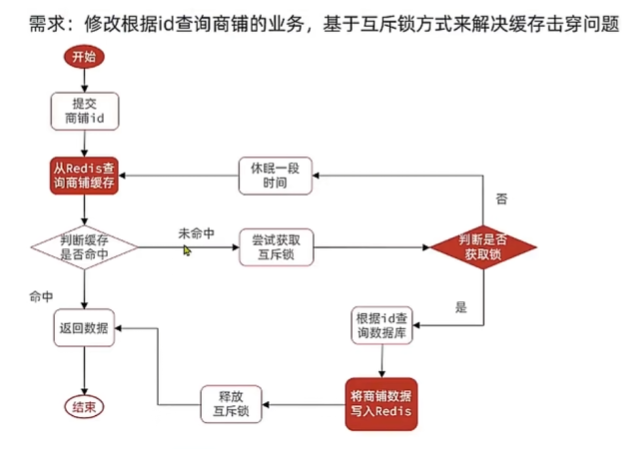 需求：修改根据id查询商铺的业务，基于互斥锁方式来解决缓存击穿问题
开始
提交
商铺id
从Redis查
询商铺缓存
休眠一段
时间
否
判断缓存
是否命中
未命中
尝试获取
互斥锁
判断是否
获取锁
命中
是
返回数据
根据id查
询数据库
结束
释放
互斥锁
将商铺数据
写入Redis